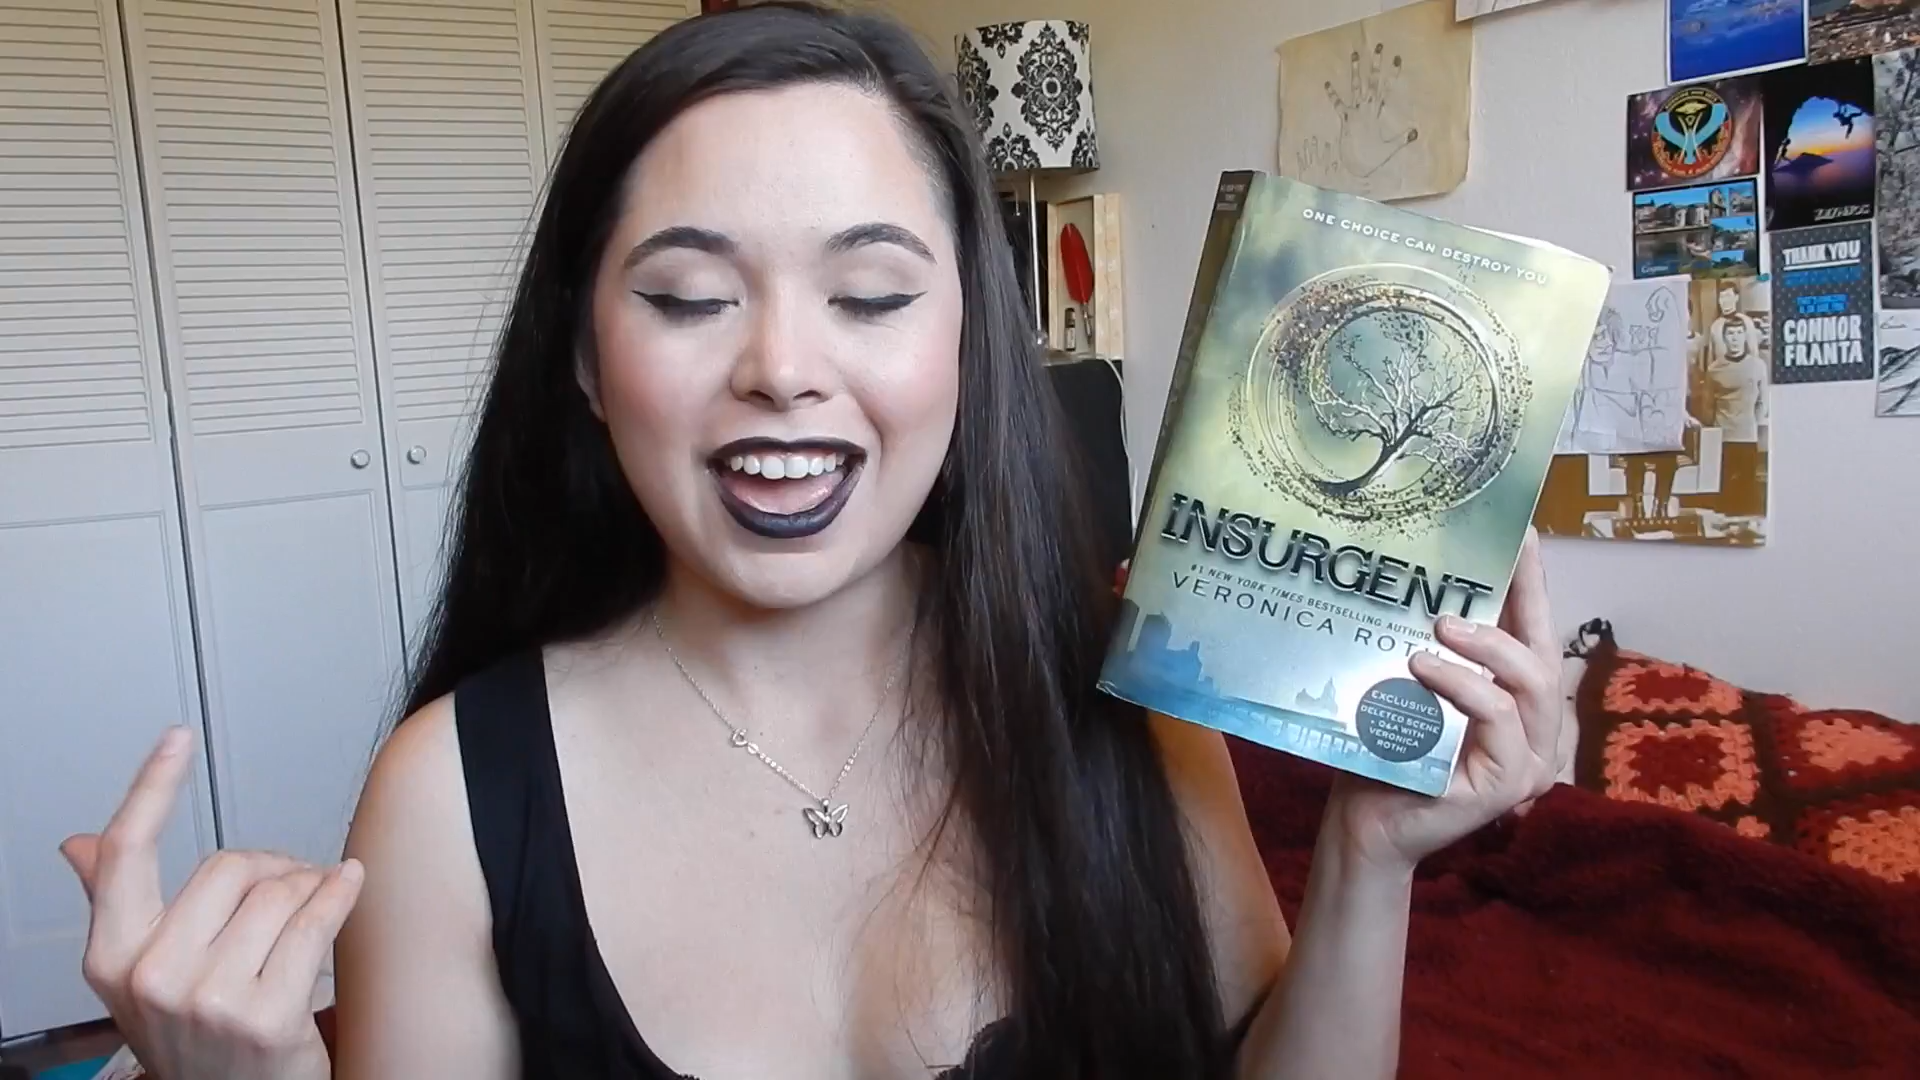 ONE CHOICE CAN DESTROY YOU
INSURGENT
#1 NEW YORK TIMES BESTSELLING AUTHOR
VERONICA ROTH
EXCLUSIVE!
DELETED SCENE
+ Q&A WITH
VERONICA
ROTH!
THANK YOU
CONNOR
FRANTA